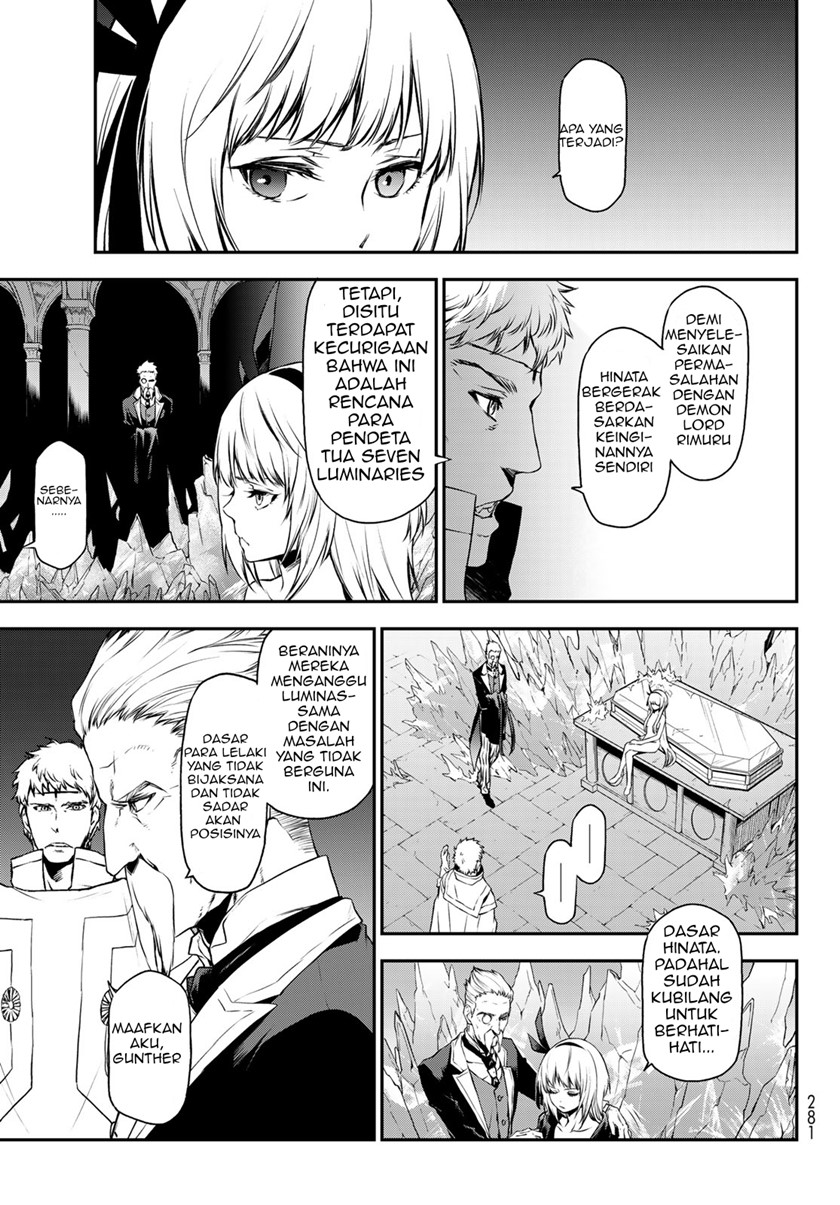 APA YANG
TERJADI?
DEMI
MENYELE-
SAIKAN
PERMA-
SALAHAN
DENGAN
DEMON
LORD
RIMURU
HINATA
BERGERAK
BERDA-
SARKAN
KEINGI-
NANNYA
SENDIRI
TETAPI,
DISITU
TERDAPAT
KECURIGAAN
BAHWA INI
ADALAH
RENCANA
PARA
PENDETA
TUA SEVEN
LUMINARIES
SEBE-
NARNYA
.....
BERANINYA
MEREKA
MENGANGGU
LUMINAS-
SAMA
DENGAN
MASALAH
YANG TIDAK
BERGUNA
INI.
DASAR
PARA LELAKI
YANG TIDAK
BIJAKSANA
DAN TIDAK
SADAR
AKAN
POSISINYA
MAAFKAN
AKU,
GUNTHER
DASAR
HINATA.
PADAHAL
SUDAH
KUBILANG
UNTUK
BERHATI-
HATI...
281